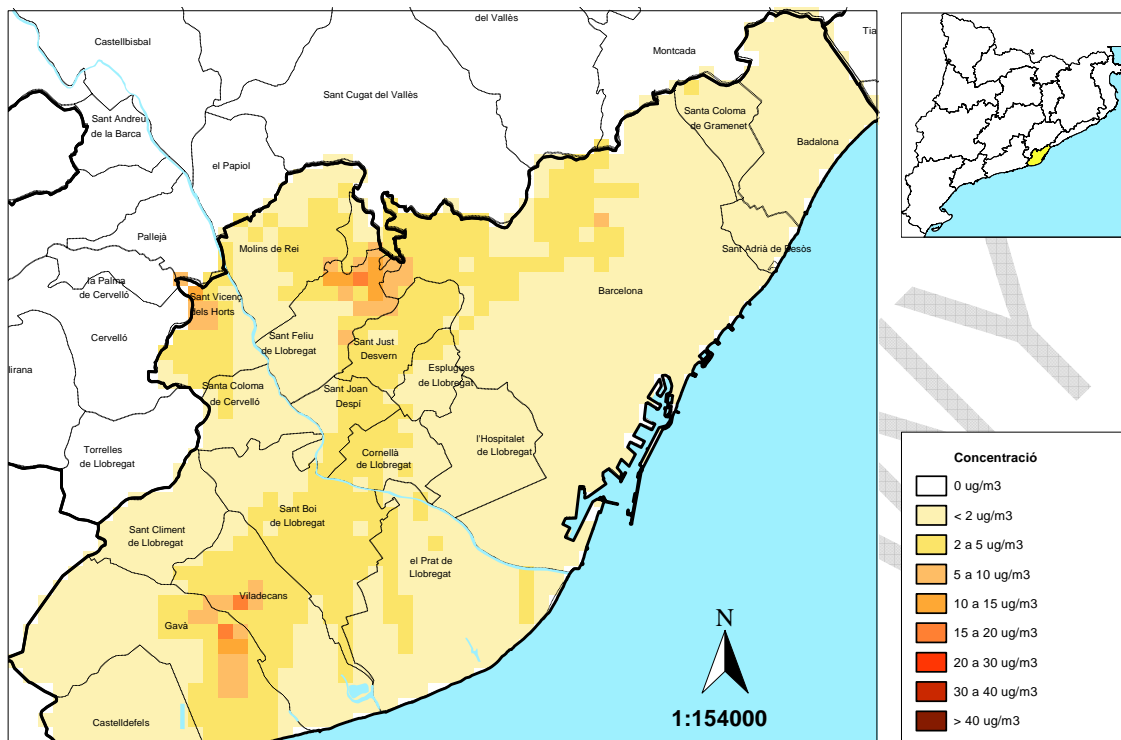 del Vallès
Tia
Castellbisbal
Montcada
Sant Cugat del Vallès
Santa Coloma
de Gramenet
Sant Andreu
de la Barca
Badalona
el Papiol
Pallejà
Molins de Rei
Sant Adrià de Besòs
la Palma
de Cervelló
Sant Vicenç
dels Horts
Barcelona
Cervelló
Sant Feliu
de Llobregat
Sant Just
Desvern
lirana
Esplugues
de Llobregat
Santa Coloma
de Cervelló
Sant Joan
Despí
l'Hospitalet
de Llobregat
Torrelles
de Llobregat
Cornellà
de Llobregat
Sant Boi
de Llobregat
Sant Climent
de Llobregat
el Prat de
Llobregat
Viladecans
Gavà
Castelldefels
N
1:154000
Concentració
0 ug/m3
< 2 ug/m3
2 a 5 ug/m3
5 a 10 ug/m3
10 a 15 ug/m3
15 a 20 ug/m3
20 a 30 ug/m3
30 a 40 ug/m3
> 40 ug/m3